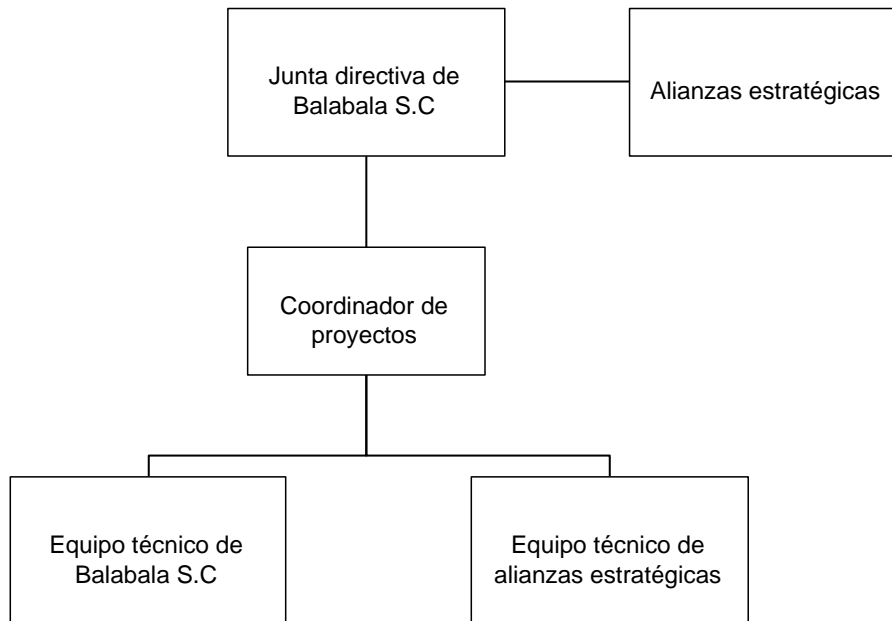 Junta directiva de
Balabala S.C
Alianzas estratégicas
Coordinador de
proyectos
Equipo técnico de
Balabala S.C
Equipo técnico de
alianzas estratégicas